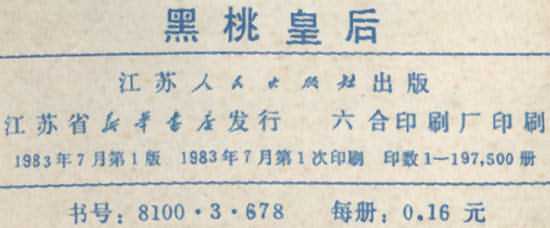 黑桃皇后
江苏人民出版社出版
江苏省新华书店发行 六合印刷厂印刷
1983年7月第1版 1983年7月第1次印刷 印数1—197,500册
书号：8100·3·678 每册：0.16元